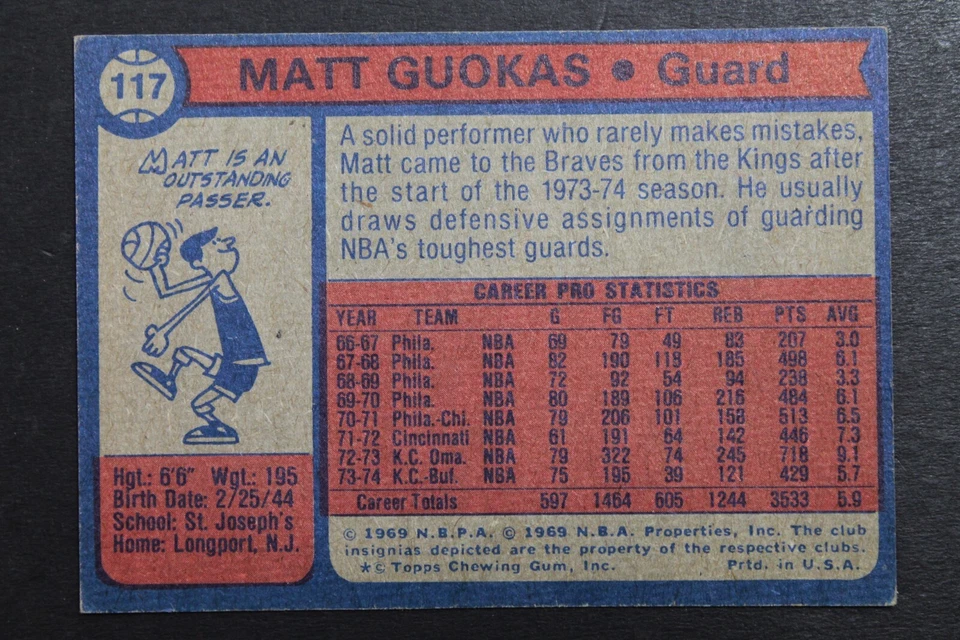 117
MATT GUOKAS • Guard
MATT IS AN
OUTSTANDING
PASSER.
A solid performer who rarely makes mistakes,
Matt came to the Braves from the Kings after
the start of the 1973-74 season. He usually
draws defensive assignments of guarding
NBA's toughest guards.
CAREER PRO STATISTICS
YEAR TEAM G FG FT REB PTS AVG
66-67 Phila. NBA 69 79 49 83 207 3.0
67-68 Phila. NBA 82 190 118 185 498 6.1
68-69 Phila. NBA 72 92 54 94 238 3.3
69-70 Phila. NBA 80 189 106 216 484 6.1
70-71 Phila.-Chi. NBA 79 206 101 158 513 6.5
71-72 Cincinnati NBA 61 191 64 142 446 7.3
72-73 K.C. Oma. NBA 79 322 74 245 718 9.1
73-74 K.C.-Buf. NBA 75 195 39 121 429 5.7
Career Totals 597 1464 605 1244 3533 5.9
Hgt.: 6'6" Wgt.: 195
Birth Date: 2/25/44
School: St. Joseph's
Home: Longport, N.J.
© 1969 N.B.P.A. © 1969 N.B.A. Properties, Inc. The club
insignias depicted are the property of the respective clubs.
*© Topps Chewing Gum, Inc. Prtd. in U.S.A.